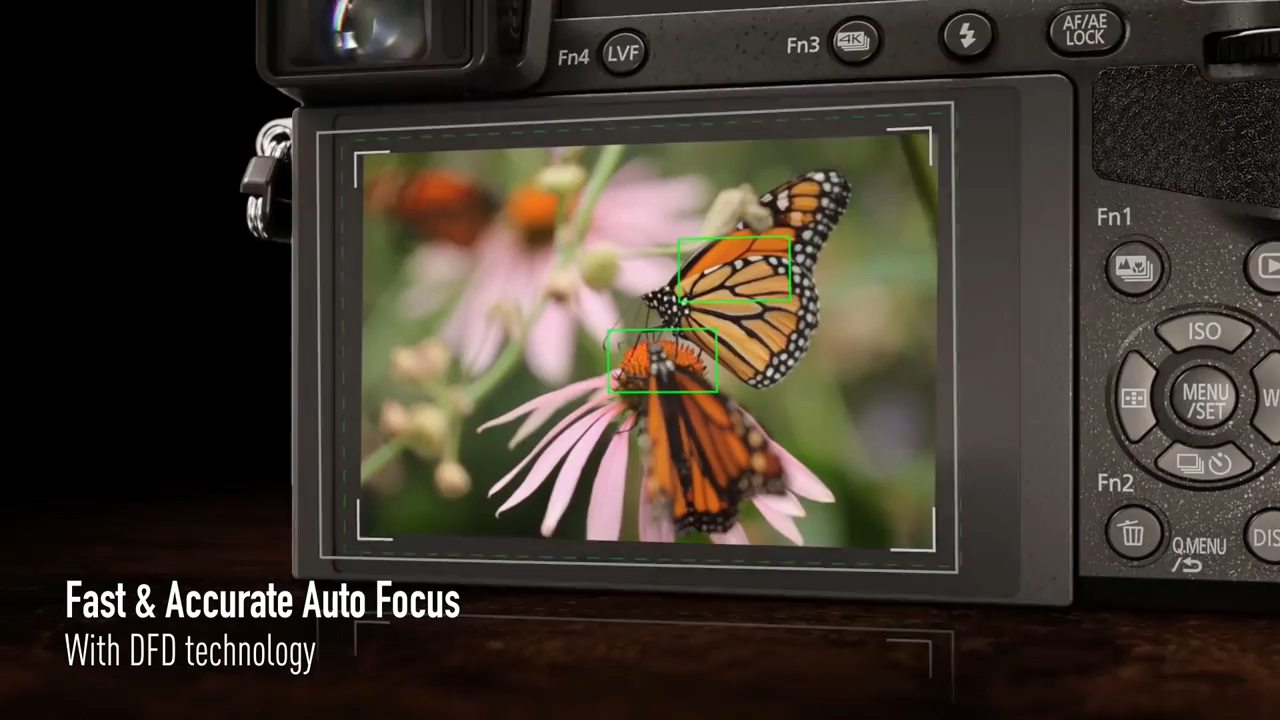 Fn4 LVF
Fn3 4K
AF/AE
LOCK
Fn1
ISO
MENU
/SET
W
Fn2
Q.MENU
DIS
Fast & Accurate Auto Focus
With DFD technology